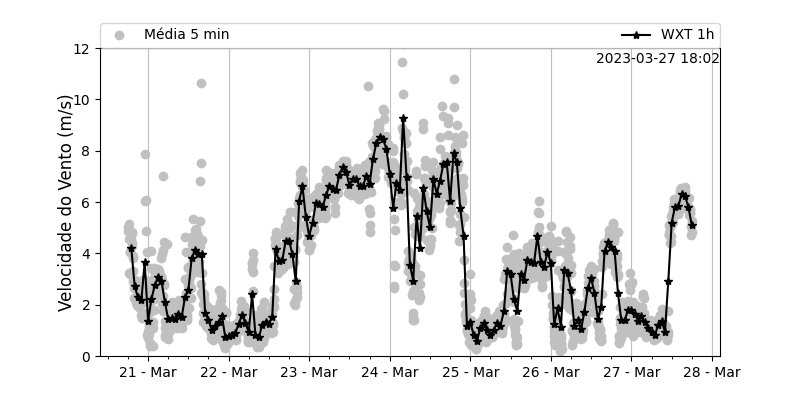 Média 5 min
WXT 1h
2023-03-27 18:02
Velocidade do Vento (m/s)
12
10
8
6
4
2
0
21 - Mar
22 - Mar
23 - Mar
24 - Mar
25 - Mar
26 - Mar
27 - Mar
28 - Mar